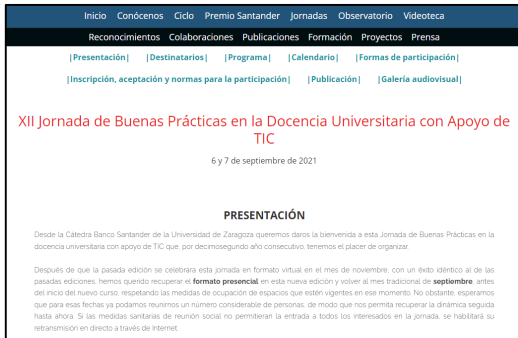 Inicio Conócenos Ciclo Premio Santander Jornadas Observatorio Videoteca
Reconocimientos Colaboraciones Publicaciones Formación Proyectos Prensa
|Presentación| |Destinatarios| |Programa| |Calendario| |Formas de participación|
|Inscripción, aceptación y normas para la participación| |Publicación| |Galería audiovisual|
XII Jornada de Buenas Prácticas en la Docencia Universitaria con Apoyo de
TIC
6 y 7 de septiembre de 2021
PRESENTACIÓN
Desde la Cátedra Banco Santander de la Universidad de Zaragoza queremos daros la bienvenida a esta Jornada de Buenas Prácticas en la
docencia universitaria con apoyo de TIC que, por decimosegundo año consecutivo, tenemos el placer de organizar.
Después de que la pasada edición se celebrara esta jornada en formato virtual en el mes de noviembre, con un éxito idéntico al de las
pasadas ediciones, hemos querido recuperar el formato presencial en esta nueva edición y volver al mes tradicional de septiembre, antes
del inicio del nuevo curso, respetando las medidas de ocupación de espacios que estén vigentes en ese momento. No obstante, esperamos
que para esas fechas ya podamos reunirnos un número considerable de personas, de modo que nos permita recuperar la dinámica seguida
hasta ahora. Si las medidas sanitarias de reunión social no permitieran la entrada a todos los interesados en la jornada, se habilitará su
retransmisión en directo a través de Internet.